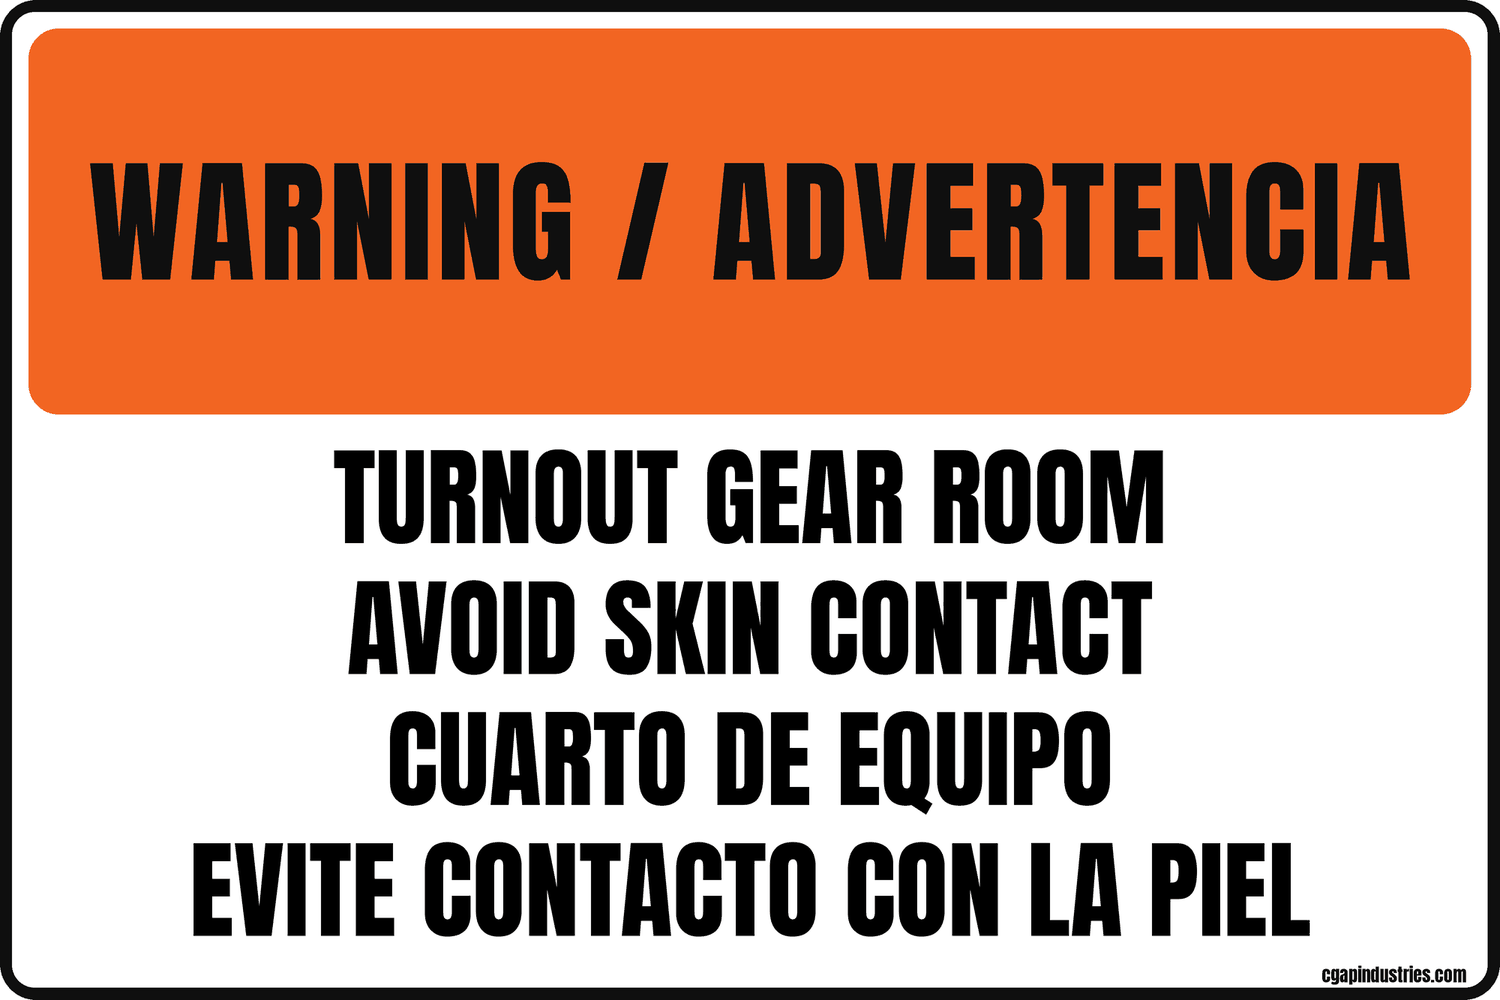 WARNING / ADVERTENCIA
TURNOUT GEAR ROOM
AVOID SKIN CONTACT
CUARTO DE EQUIPO
EVITE CONTACTO CON LA PIEL
cgapindustries.com